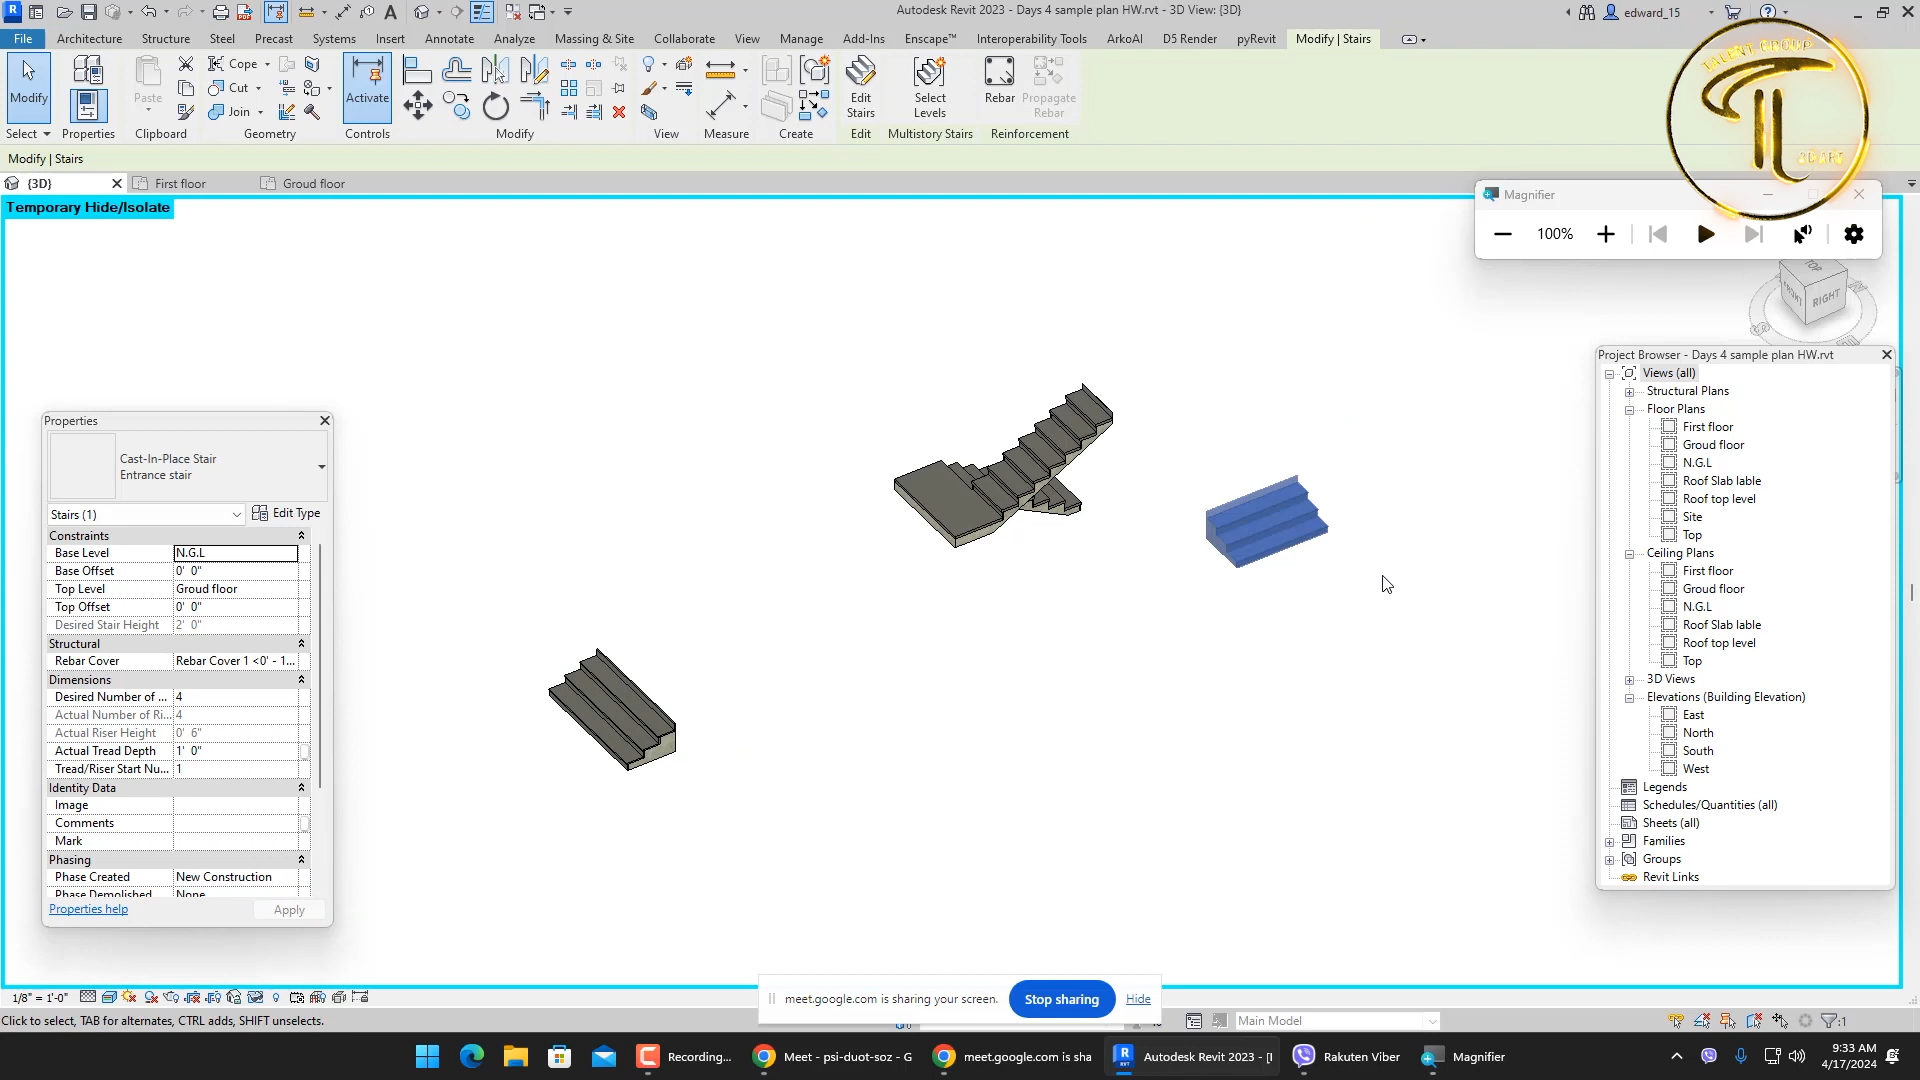 Autodesk Revit 2023 - Days 4 sample plan HW.rvt - 3D View: {3D}
edward_15
File Architecture Structure Steel Precast Systems Insert Annotate Analyze Massing & Site Collaborate View Manage Add-Ins Enscape™ Interoperability Tools ArkoAI D5 Render pyRevit Modify | Stairs
Modify
Paste
Cope
Cut
Join
Activate
Edit
Stairs
Select
Levels
Rebar
Propagate
Rebar
Select Properties Clipboard Geometry Controls Modify View Measure Create Edit Multistory Stairs Reinforcement
Modify | Stairs
{3D} First floor Groud floor
Temporary Hide/Isolate
TALENT GROUP
3D ART
Magnifier
100%
TOP
FRONT
RIGHT
Properties
Cast-In-Place Stair
Entrance stair
Stairs (1) Edit Type
Constraints
Base Level N.G.L
Base Offset 0' 0"
Top Level Groud floor
Top Offset 0' 0"
Desired Stair Height 2' 0"
Structural
Rebar Cover Rebar Cover 1 <0' - 1...
Dimensions
Desired Number of ... 4
Actual Number of Ri... 4
Actual Riser Height 0' 6"
Actual Tread Depth 1' 0"
Tread/Riser Start Nu... 1
Identity Data
Image
Comments
Mark
Phasing
Phase Created New Construction
Phase Demolished None
Properties help Apply
Project Browser - Days 4 sample plan HW.rvt
Views (all)
Structural Plans
Floor Plans
First floor
Groud floor
N.G.L
Roof Slab lable
Roof top level
Site
Top
Ceiling Plans
First floor
Groud floor
N.G.L
Roof Slab lable
Roof top level
Top
3D Views
Elevations (Building Elevation)
East
North
South
West
Legends
Schedules/Quantities (all)
Sheets (all)
Families
Groups
Revit Links
1/8" = 1'-0"
meet.google.com is sharing your screen. Stop sharing Hide
Click to select, TAB for alternates, CTRL adds, SHIFT unselects.
Main Model
:1
Recording...
Meet - psi-duot-soz - G
meet.google.com is sha
Autodesk Revit 2023 - [
Rakuten Viber
Magnifier
9:33 AM
4/17/2024